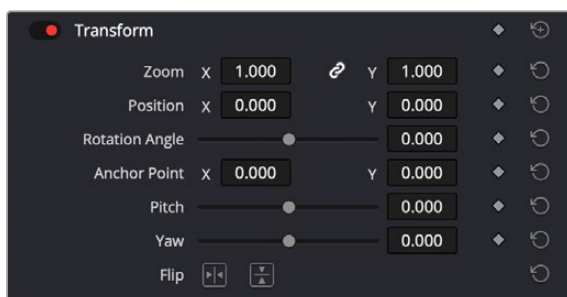 Transform
Zoom X 1.000 Y 1.000
Position X 0.000 Y 0.000
Rotation Angle 0.000
Anchor Point X 0.000 Y 0.000
Pitch 0.000
Yaw 0.000
Flip